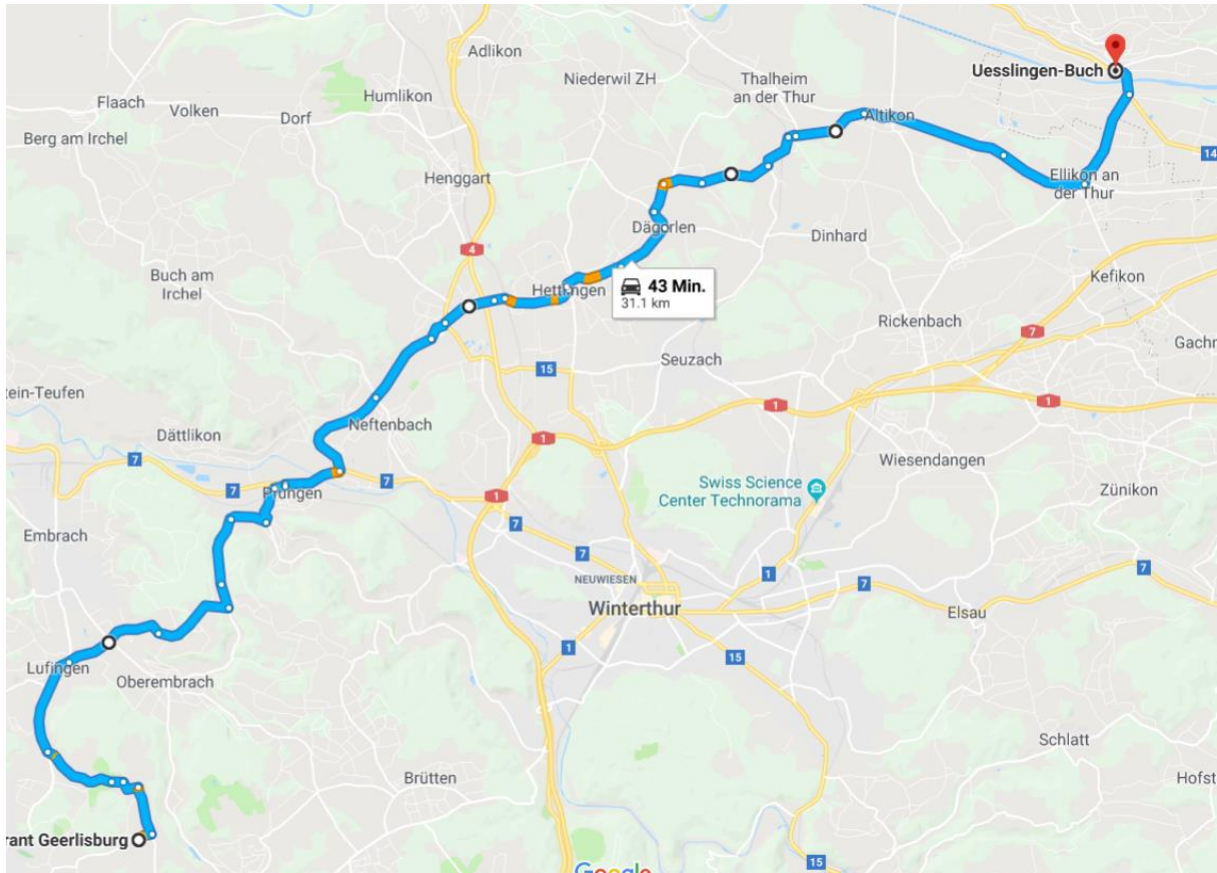 Adlikon
Uesslingen-Buch
Niederwil ZH
Thalheim
an der Thur
Flaach
Humlikon
Volken
Dorf
Altikon
Berg am Irchel
14
Henggart
Ellikon an
der Thur
Dägerlen
Dinhard
4
Buch am
Irchel
Kefikon
43 Min.
31.1 km
Hettlingen
Rickenbach
7
Gachn
Seuzach
15
tein-Teufen
1
1
Neftenbach
Dättlikon
1
7
Wiesendangen
7
7
Pfungen
Swiss Science
Center Technorama
1
Zünikon
7
Embrach
7
7
NEUWIESEN
1
7
Winterthur
Elsau
1
15
Lufingen
Oberembrach
Schlatt
Brütten
Hofst
rant Geerlisburg
15
Google